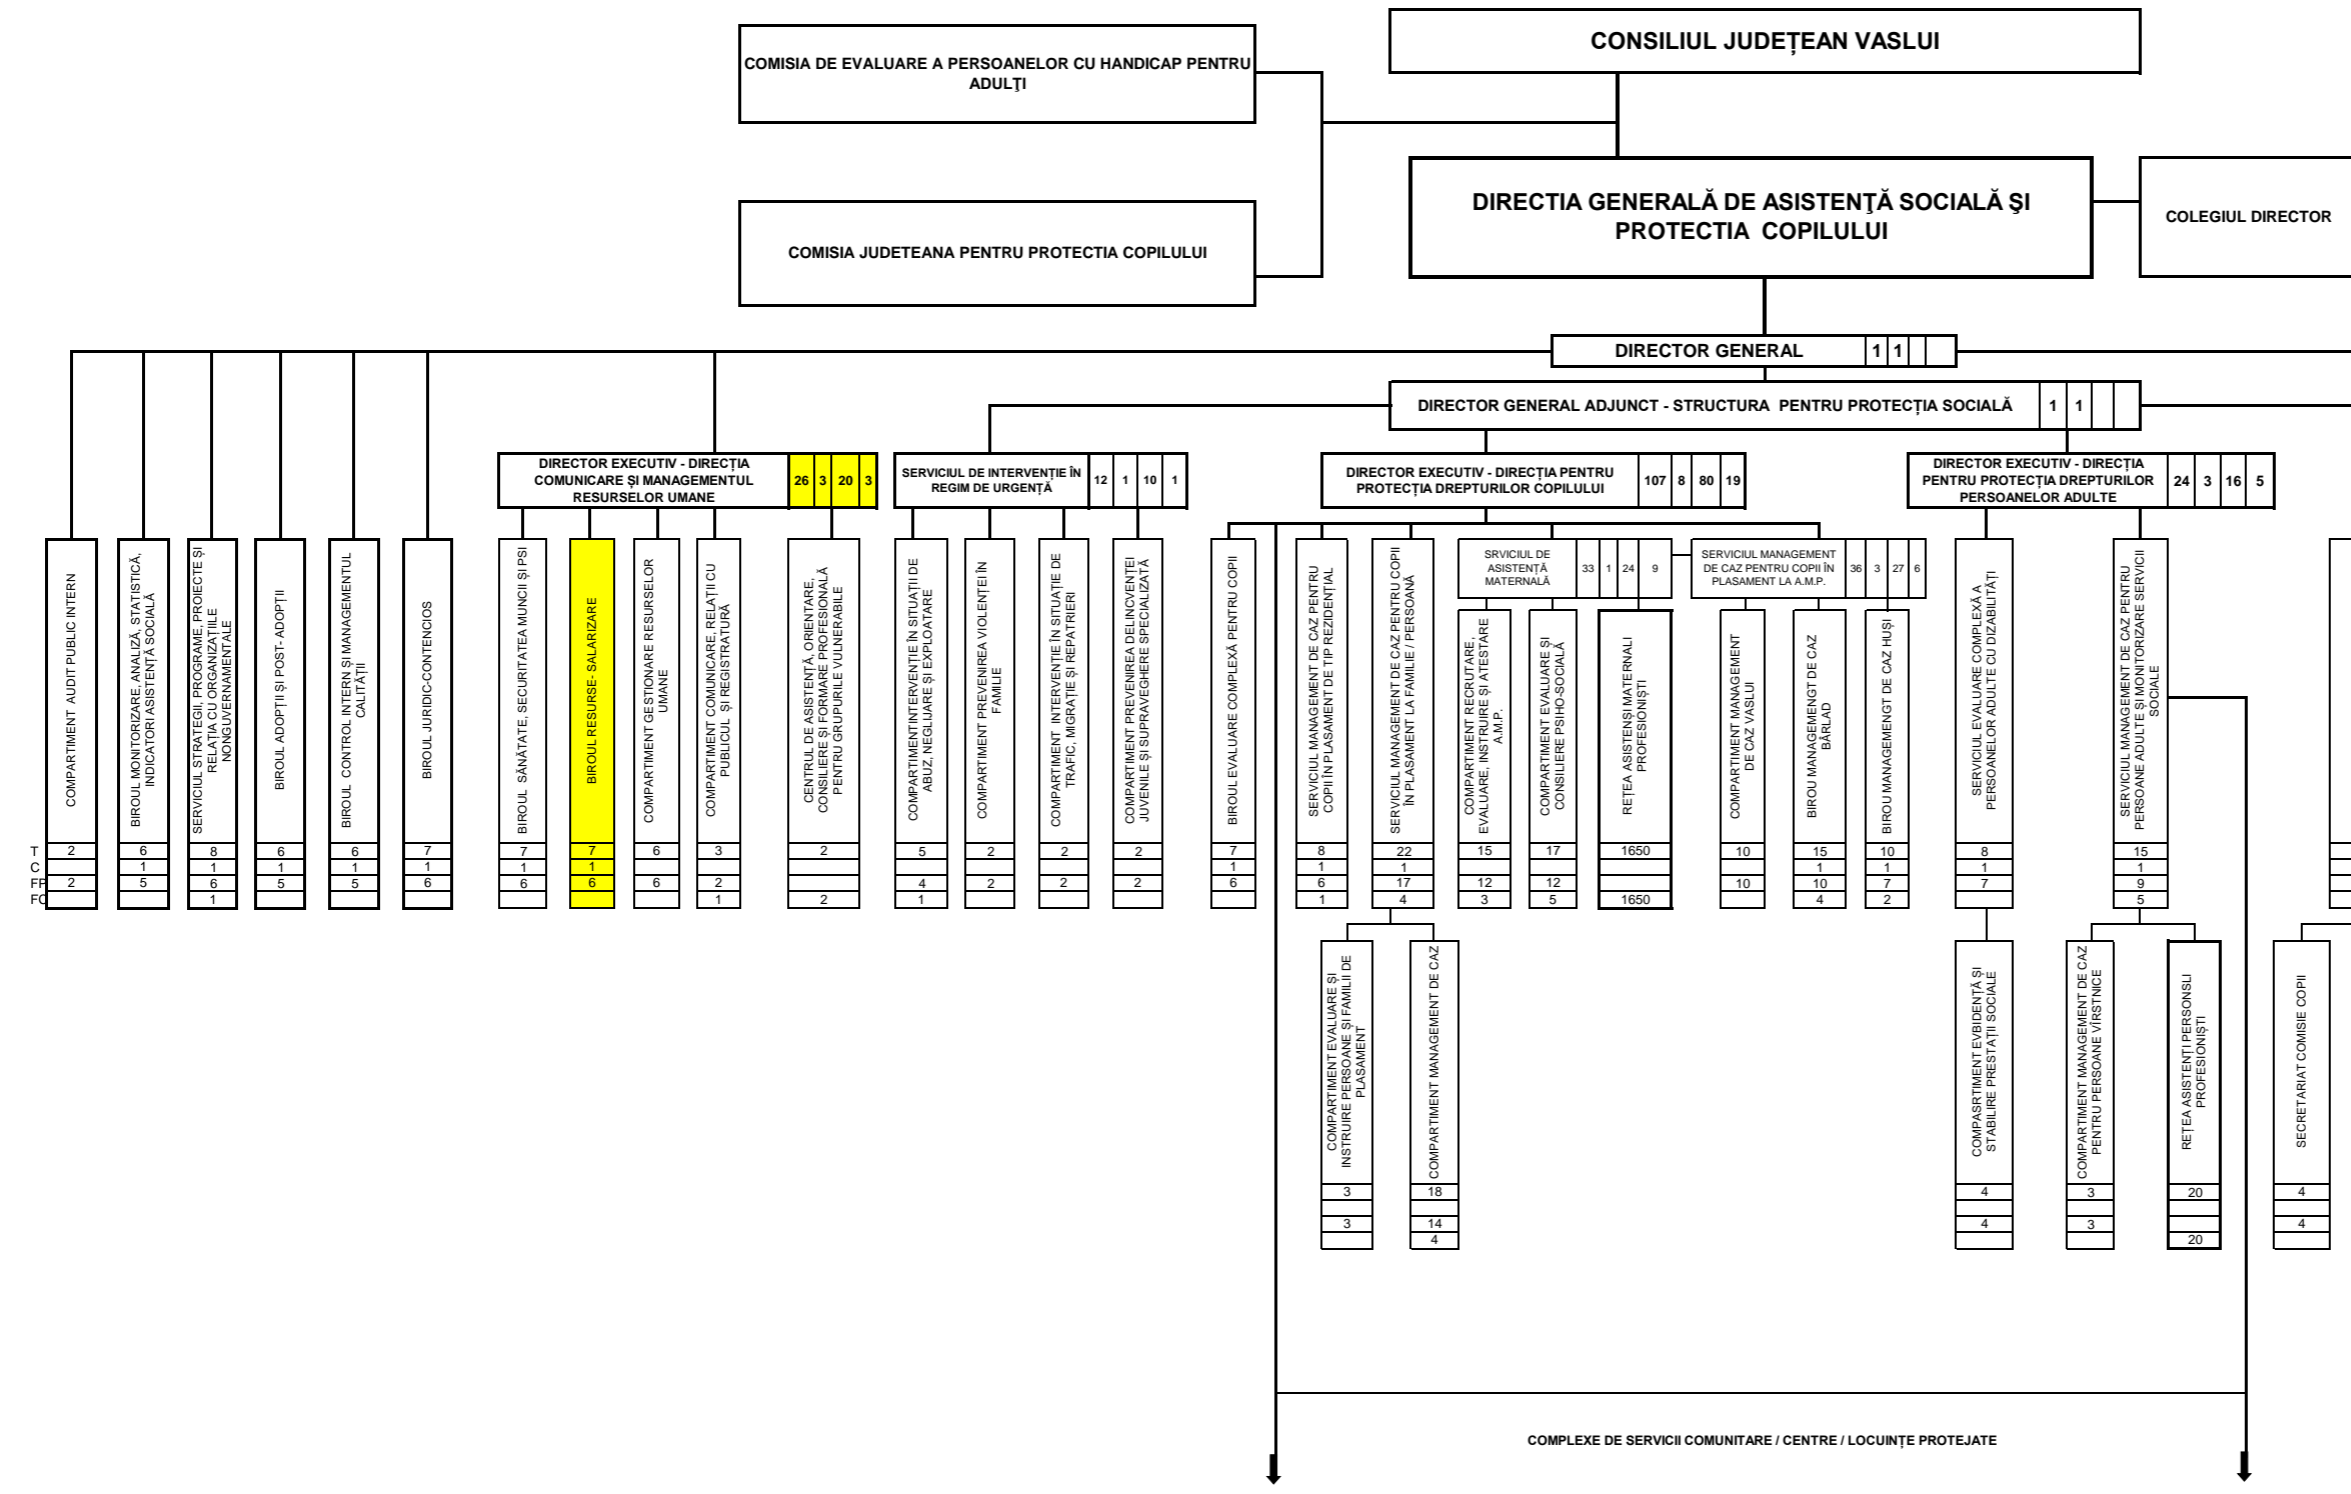 CONSILIUL JUDEȚEAN VASLUI
COMISIA DE EVALUARE A PERSOANELOR CU HANDICAP PENTRU
ADULŢI
DIRECTIA GENERALĂ DE ASISTENŢĂ SOCIALĂ ŞI
PROTECTIA COPILULUI
COLEGIUL DIRECTOR
COMISIA JUDETEANA PENTRU PROTECTIA COPILULUI
DIRECTOR GENERAL 1 1
DIRECTOR GENERAL ADJUNCT - STRUCTURA PENTRU PROTECȚIA SOCIALĂ 1 1
DIRECTOR EXECUTIV - DIRECȚIA
COMUNICARE ȘI MANAGEMENTUL
RESURSELOR UMANE
26 3 20 3
SERVICIUL DE INTERVENȚIE ÎN
REGIM DE URGENȚĂ
12 1 10 1
DIRECTOR EXECUTIV - DIRECȚIA PENTRU
PROTECȚIA DREPTURILOR COPILULUI
107 8 80 19
DIRECTOR EXECUTIV - DIRECȚIA
PENTRU PROTECȚIA DREPTURILOR
PERSOANELOR ADULTE
24 3 16 5
SRVICIUL DE
ASISTENȚĂ
MATERNALĂ
33 1 24 9
SERVICIUL MANAGEMENT
DE CAZ PENTRU COPII ÎN
PLASAMENT LA A.M.P.
36 3 27 6
COMPARTIMENT AUDIT PUBLIC INTERN
BIROUL MONITORIZARE, ANALIZĂ, STATISTICĂ,
INDICATORI ASISTENȚĂ SOCIALĂ
SERVICIUL STRATEGII, PROGRAME, PROIECTE ȘI
RELAȚIA CU ORGANIZAȚIILE
NONGUVERNAMENTALE
BIROUL ADOPȚII ȘI POST- ADOPȚII
BIROUL CONTROL INTERN ȘI MANAGEMENTUL
CALITĂȚII
BIROUL JURIDIC-CONTENCIOS
BIROUL SĂNĂTATE, SECURITATEA MUNCII ȘI PSI
BIROUL RESURSE- SALARIZARE
COMPARTIMENT GESTIONARE RESURSELOR
UMANE
COMPARTIMENT COMUNICARE, RELAȚII CU
PUBLICUL ȘI REGISTRATURĂ
CENTRUL DE ASISTENȚĂ, ORIENTARE,
CONSILIERE ȘI FORMARE PROFESIONALĂ
PENTRU GRUPURILE VULNERABILE
COMPARTIMENTINTERVENȚIE ÎN SITUAȚII DE
ABUZ, NEGLIJARE ȘI EXPLOATARE
COMPARTIMENT PREVENIREA VIOLENȚEI ÎN
FAMILIE
COMPARTIMENT INTERVENȚIE ÎN SITUAȚIE DE
TRAFIC, MIGRAȚIE ȘI REPATRIERI
COMPARTIMENT PREVENIREA DELINCVENȚEI
JUVENILE ȘI SUPRAVEGHERE SPECIALIZATĂ
BIROUL EVALUARE COMPLEXĂ PENTRU COPII
SERVICIUL MANAGEMENT DE CAZ PENTRU
COPII ÎN PLASAMENT DE TIP REZIDENȚIAL
SERVICIUL MANAGEMENT DE CAZ PENTRU COPII
ÎN PLASAMENT LA FAMILIE / PERSOANĂ
COMPARTIMENT RECRUTARE,
EVALUARE, INSTRUIRE ȘI ATESTARE
A.M.P.
COMPARTIMENT EVALUARE ȘI
CONSILIERE PSIHO-SOCIALĂ
REȚEA ASISTENȘI MATERNALI
PROFESIONIȘTI
COMPARTIMENT MANAGEMENT
DE CAZ VASLUI
BIROU MANAGEMENGT DE CAZ
BÂRLAD
BIROU MANAGEMENGT DE CAZ HUȘI
SERVICIUL EVALUARE COMPLEXĂ A
PERSOANELOR ADULTE CU DIZABILITĂȚI
SERVICIUL MANAGEMENT DE CAZ PENTRU
PERSOANE ADULTE ȘI MONITORIZARE SERVICII
SOCIALE
T 2 6 8 6 6 7 7 7 6 3 2 5 2 2 2 7 8 22 15 17 1650 10 15 10 8 15
C 1 1 1 1 1 1 1 1 1 1 1 1 1 1
FP 2 5 6 5 5 6 6 6 6 2 4 2 2 2 6 6 17 12 12 10 10 7 7 9
FC 1 1 2 1 1 4 3 5 1650 4 2 5
COMPARTIMENT EVALUARE ȘI
INSTRUIRE PERSOANE ȘI FAMILII DE
PLASAMENT
COMPARTIMENT MANAGEMENT DE CAZ
COMPASRTIMENT EVBIDENȚĂ ȘI
STABILIRE PRESTAȚII SOCIALE
COMPARTIMENT MANAGEMENT DE CAZ
PENTRU PERSOANE VÎRSTNICE
REȚEA ASISTENȚI PERSONSLI
PROFESIONIȘTI
SECRETARIAT COMISIE COPII
3 18 4 3 20 4
3 14 4 3 4
4 20
COMPLEXE DE SERVICII COMUNITARE / CENTRE / LOCUINȚE PROTEJATE